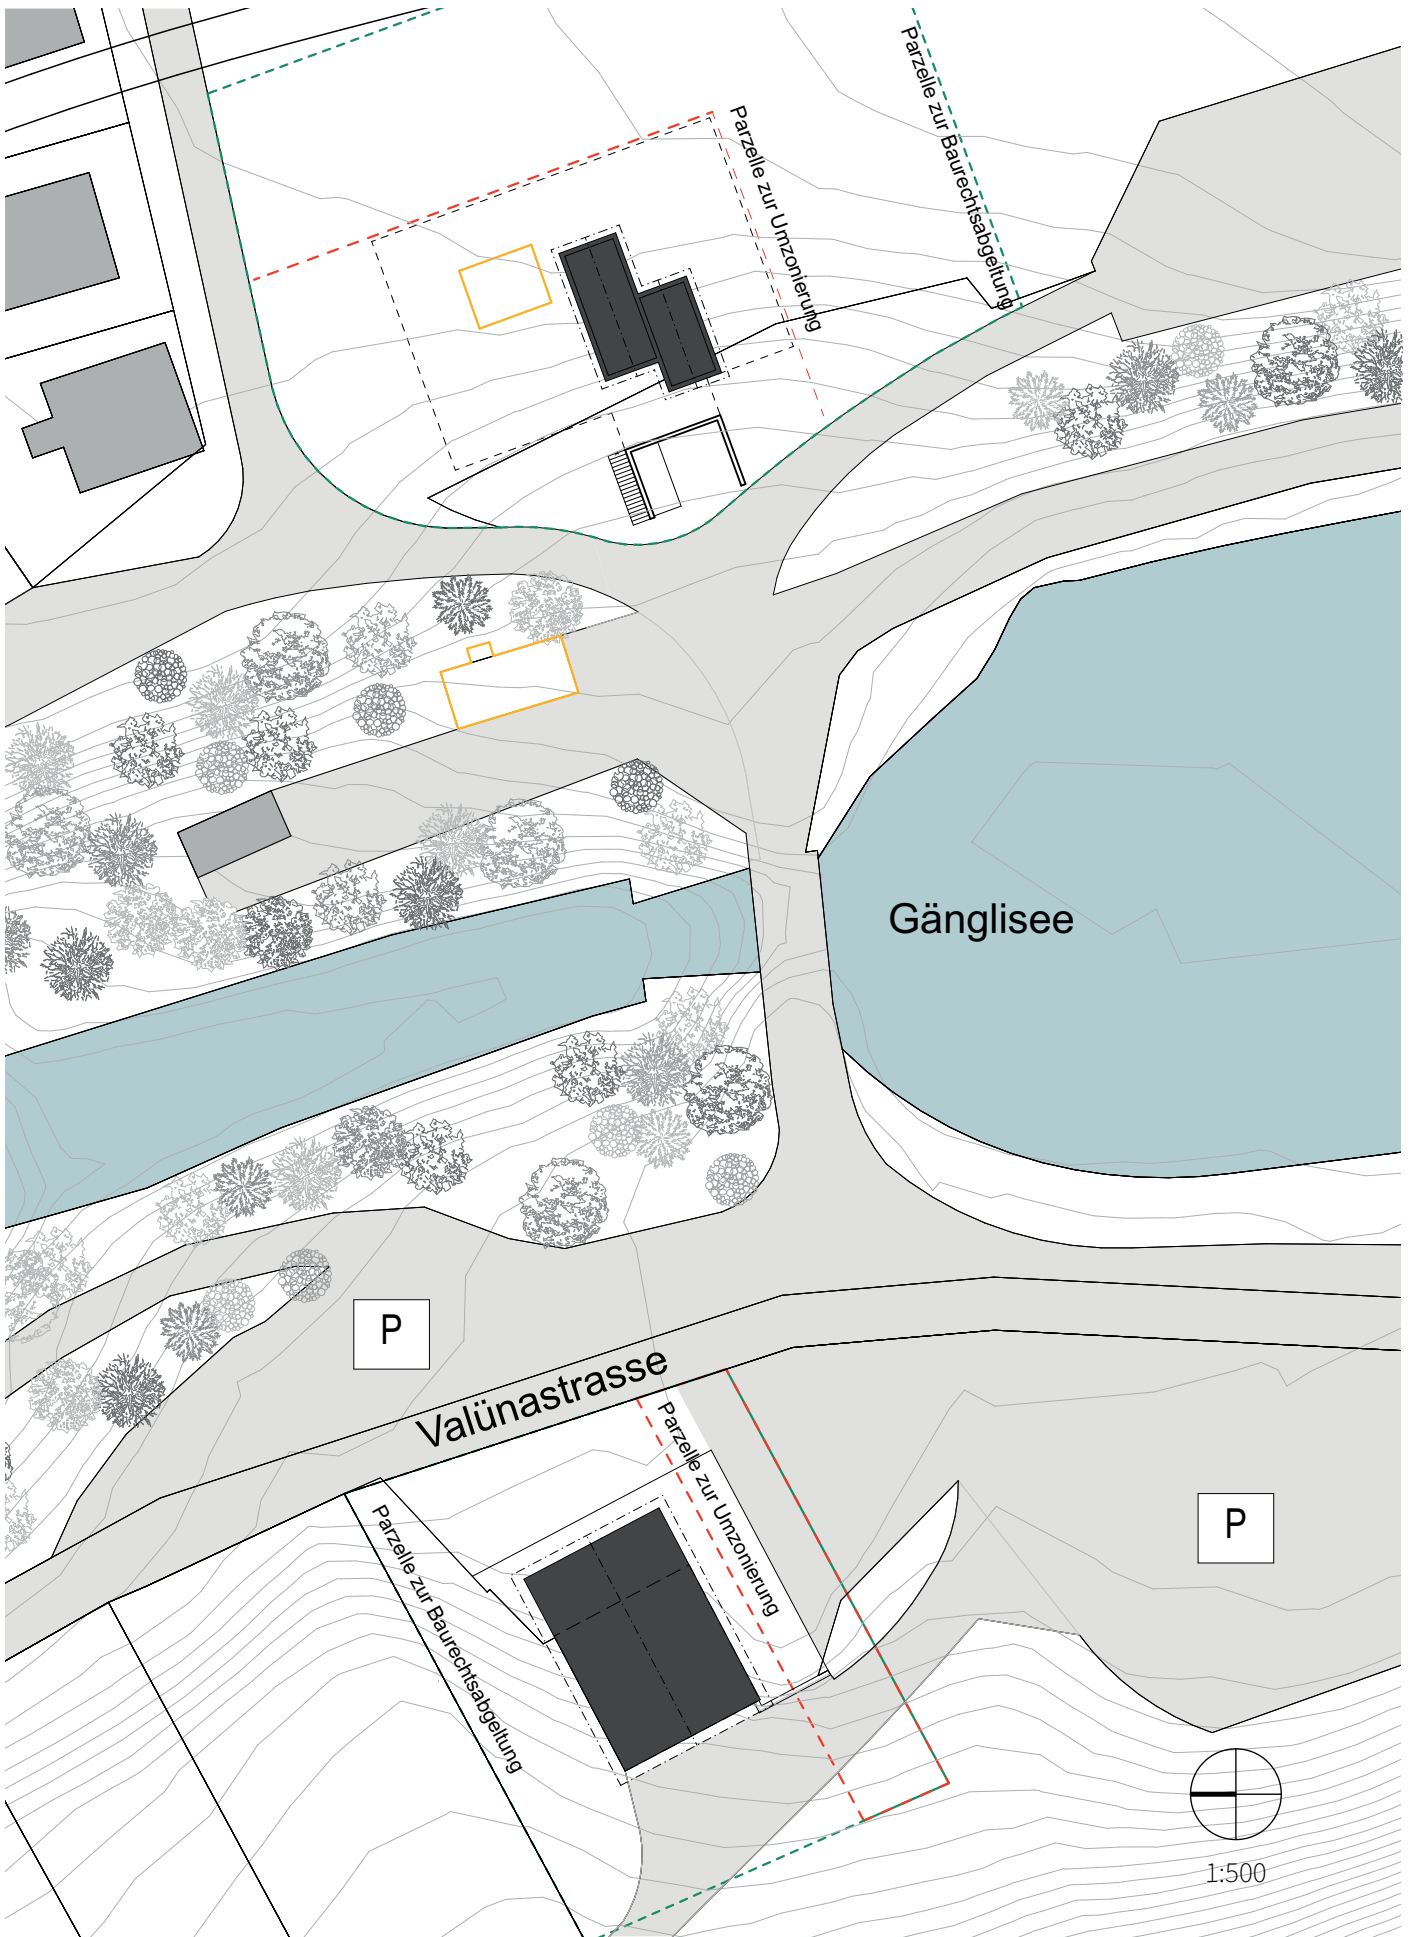 Parzelle zur Baurechtsabgeltung
Parzelle zur Umzonierung
Gänglisee
P
Valünastrasse
Parzelle zur Umzonierung
P
Parzelle zur Baurechtsabgeltung
1:500